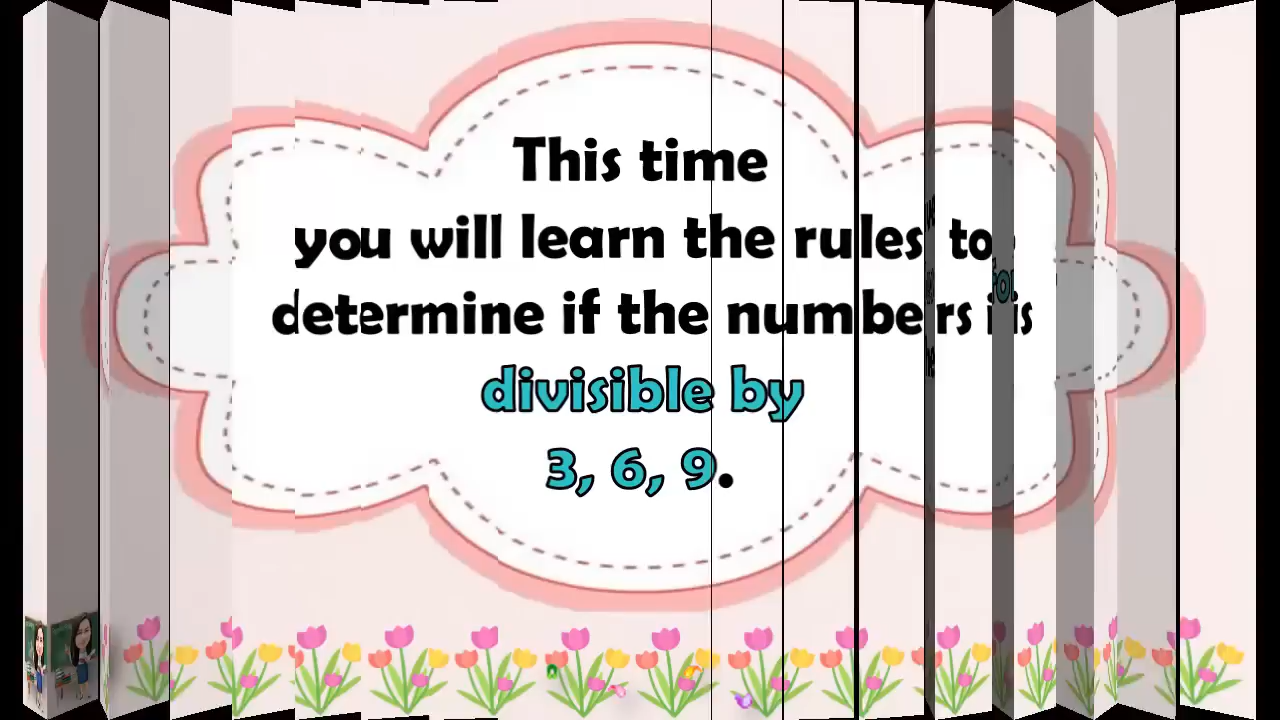 This time
you will learn the rules to
determine if the numbers is
divisible by
3, 6, 9.